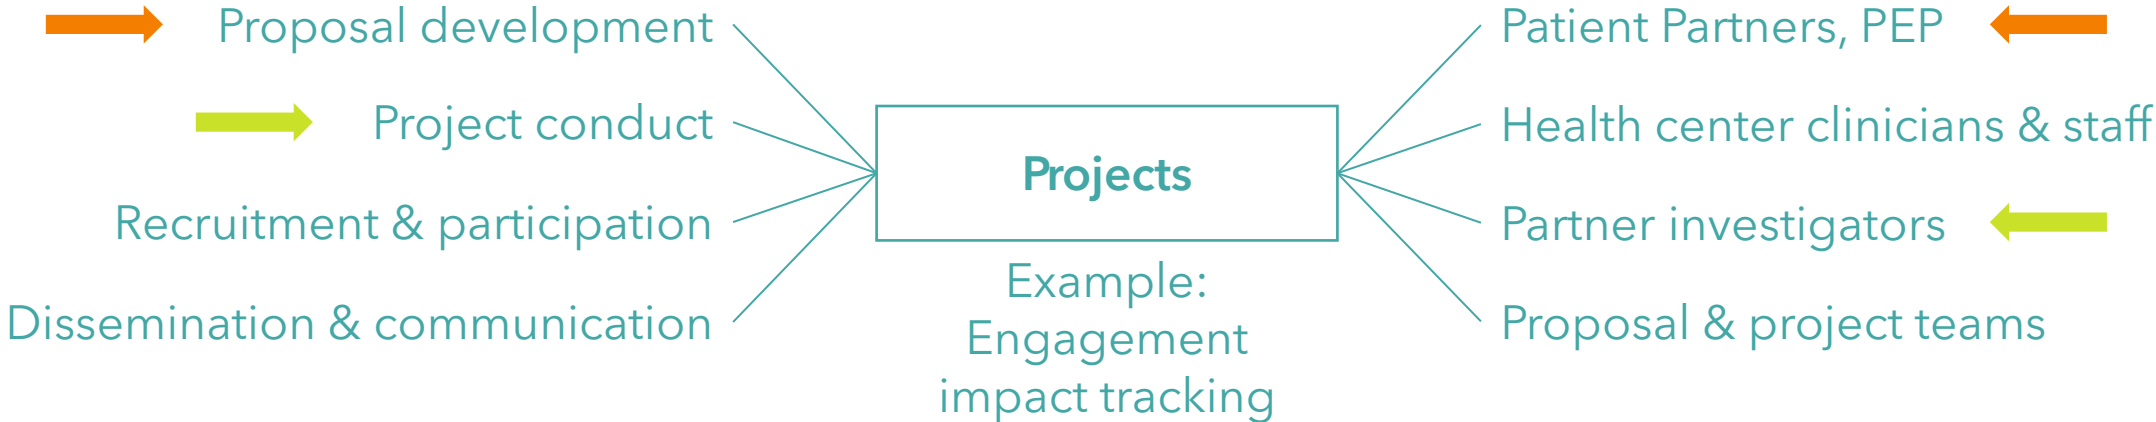 Proposal development
Project conduct
Recruitment & participation
Dissemination & communication
Projects
Example:
Engagement
impact tracking
Patient Partners, PEP
Health center clinicians & staff
Partner investigators
Proposal & project teams